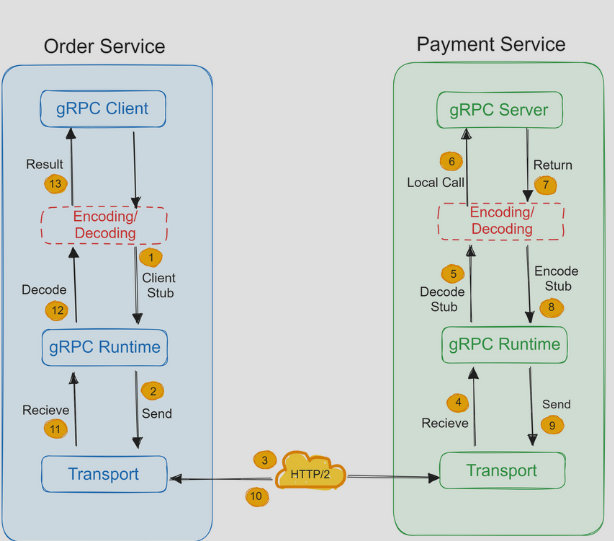 Order Service
Payment Service
gRPC Client
gRPC Server
Result
13
6
Local Call
Return
7
Encoding/
Decoding
Encoding/
Decoding
1
Client
Stub
Decode
12
5
Decode
Stub
Encode
Stub
8
gRPC Runtime
gRPC Runtime
2
Send
Recieve
11
4
Recieve
Send
9
Transport
3
HTTP/2
10
Transport